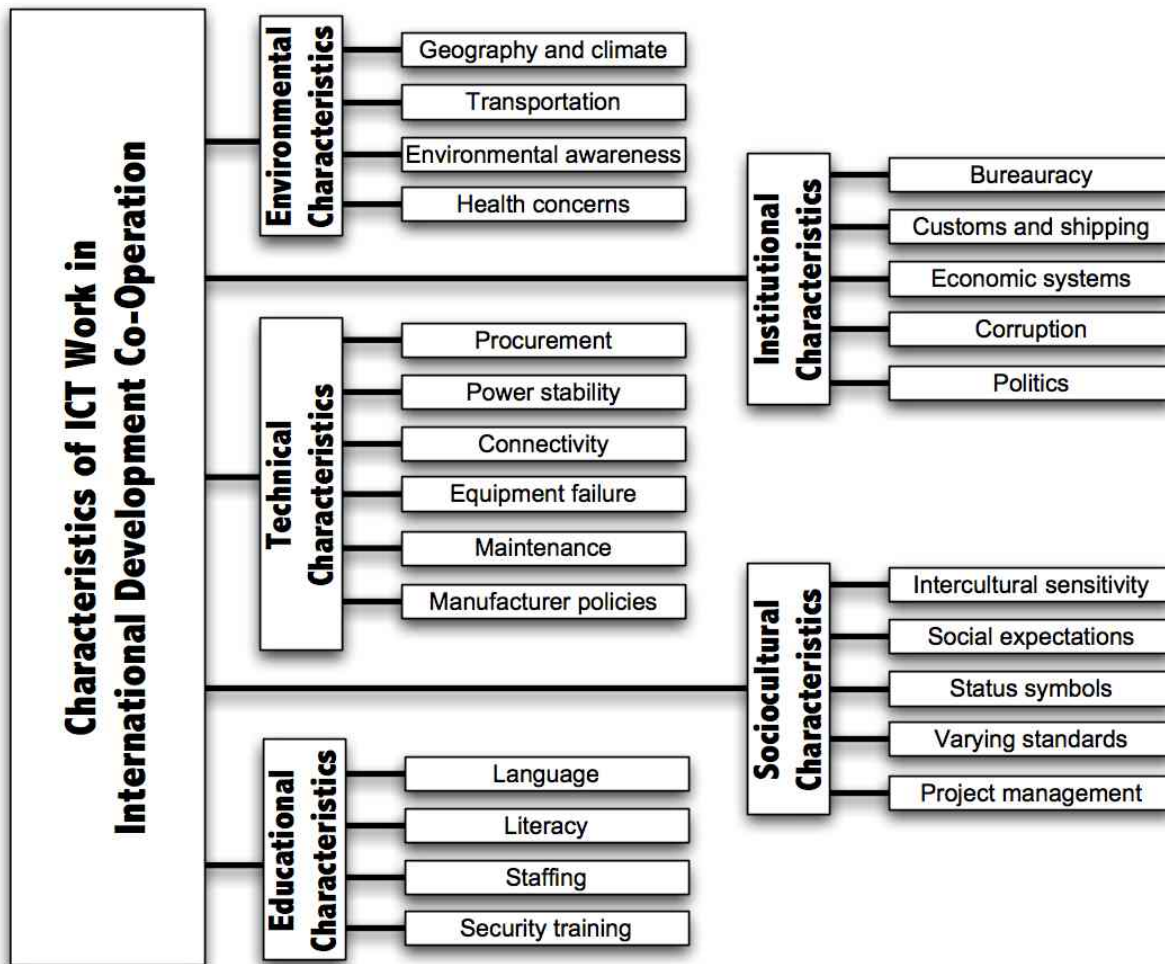 Characteristics of ICT Work in
International Development Co-Operation
Environmental
Characteristics
Geography and climate
Transportation
Environmental awareness
Health concerns
Institutional
Characteristics
Bureauracy
Customs and shipping
Economic systems
Corruption
Politics
Technical
Characteristics
Procurement
Power stability
Connectivity
Equipment failure
Maintenance
Manufacturer policies
Sociocultural
Characteristics
Intercultural sensitivity
Social expectations
Status symbols
Varying standards
Project management
Educational
Characteristics
Language
Literacy
Staffing
Security training